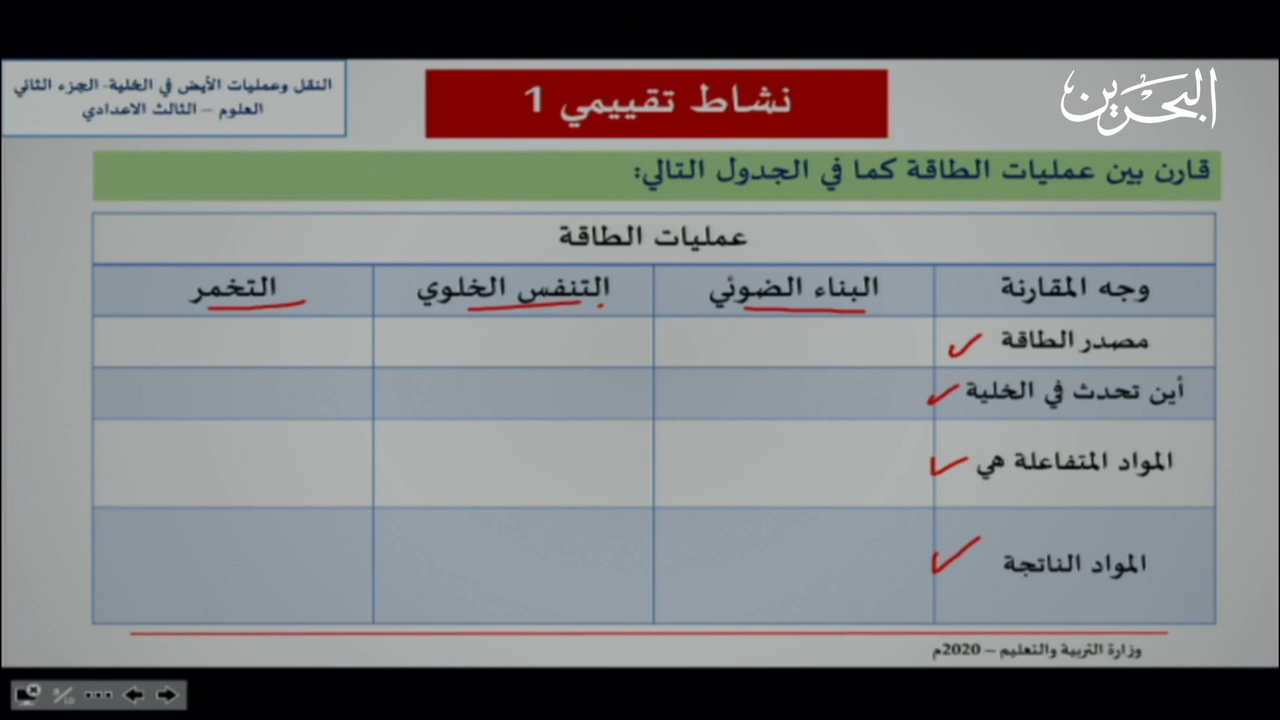 البحرين
النقل وعمليات الأيض في الخلية- الجزء الثاني
العلوم – الثالث الاعدادي
نشاط تقييمي 1
قارن بين عمليات الطاقة كما في الجدول التالي:
عمليات الطاقة
وجه المقارنة البناء الضوئي التنفس الخلوي التخمر
مصدر الطاقة
أين تحدث في الخلية
المواد المتفاعلة هي
المواد الناتجة
وزارة التربية والتعليم – 2020م